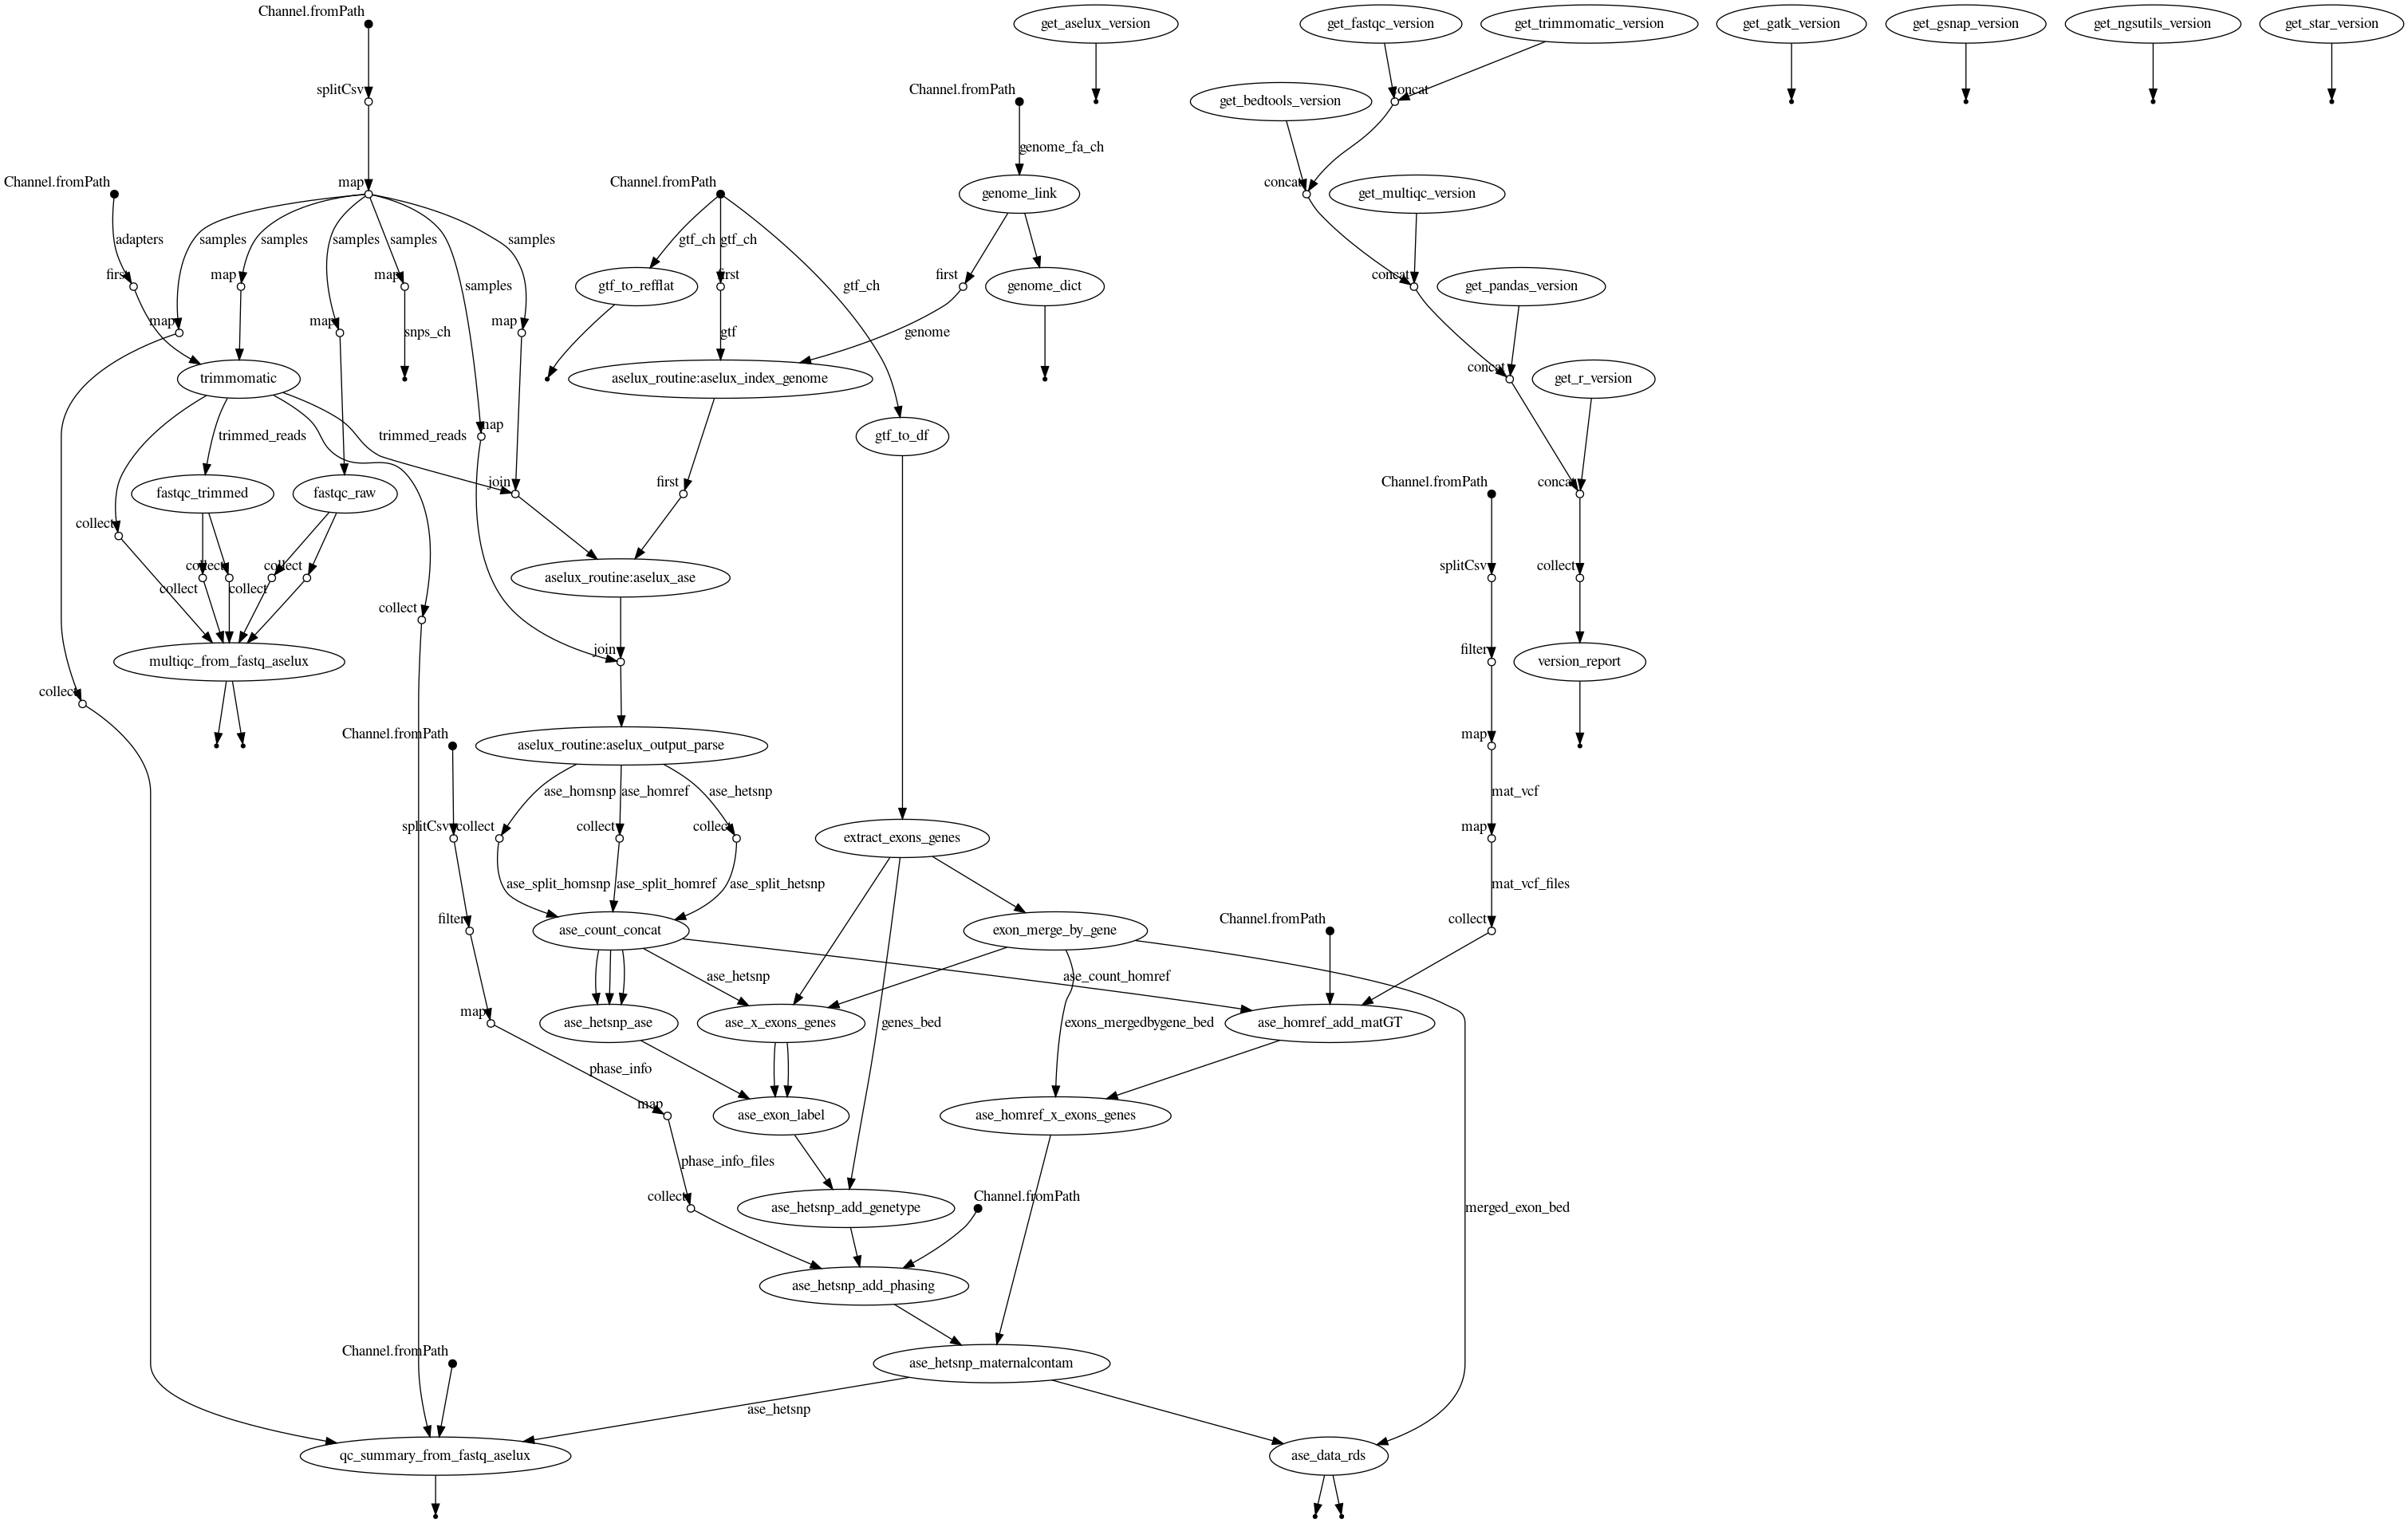 Channel.fromPath
get_aselux_version
get_fastqc_version
get_trimmomatic_version
get_gatk_version
get_gsnap_version
get_ngsutils_version
get_star_version
splitCsv
Channel.fromPath
get_bedtools_version
concat
genome_fa_ch
Channel.fromPath
map
Channel.fromPath
genome_link
concat
get_multiqc_version
adapters
samples
samples
samples
samples
samples
gtf_ch
gtf_ch
first
map
map
samples
gtf_to_refflat
first
gtf_ch
first
genome_dict
concat
get_pandas_version
map
map
snps_ch
map
gtf
genome
trimmomatic
aselux_routine:aselux_index_genome
concat
get_r_version
trimmed_reads
trimmed_reads
map
gtf_to_df
fastqc_trimmed
fastqc_raw
join
first
Channel.fromPath
concat
collect
collect
collect
collect
collect
aselux_routine:aselux_ase
splitCsv
collect
collect
multiqc_from_fastq_aselux
join
filter
version_report
collect
Channel.fromPath
aselux_routine:aselux_output_parse
map
ase_homsnp
ase_homref
ase_hetsnp
mat_vcf
splitCsv
collect
collect
collect
extract_exons_genes
map
ase_split_homsnp
ase_split_homref
ase_split_hetsnp
mat_vcf_files
filter
ase_count_concat
exon_merge_by_gene
Channel.fromPath
collect
ase_hetsnp
ase_count_homref
map
ase_hetsnp_ase
ase_x_exons_genes
genes_bed
exons_mergedbygene_bed
ase_homref_add_matGT
phase_info
map
ase_exon_label
ase_homref_x_exons_genes
phase_info_files
collect
ase_hetsnp_add_genetype
Channel.fromPath
merged_exon_bed
ase_hetsnp_add_phasing
Channel.fromPath
ase_hetsnp_maternalcontam
ase_hetsnp
qc_summary_from_fastq_aselux
ase_data_rds